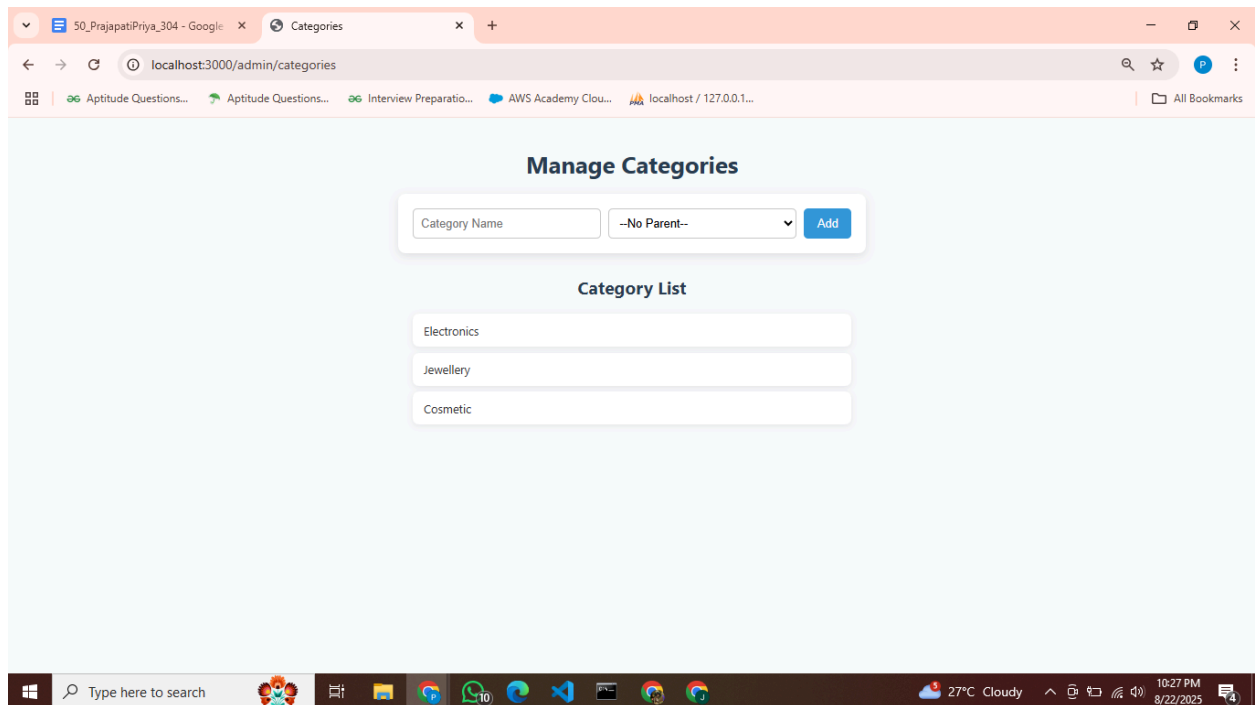 50_PrajapatiPriya_304 - Google
Categories
localhost:3000/admin/categories
P
Aptitude Questions...
Aptitude Questions...
Interview Preparatio...
AWS Academy Clou...
localhost / 127.0.0.1...
All Bookmarks
Manage Categories
Category Name
--No Parent--
Add
Category List
Electronics
Jewellery
Cosmetic
Type here to search
10
27°C Cloudy
10:27 PM
8/22/2025
4